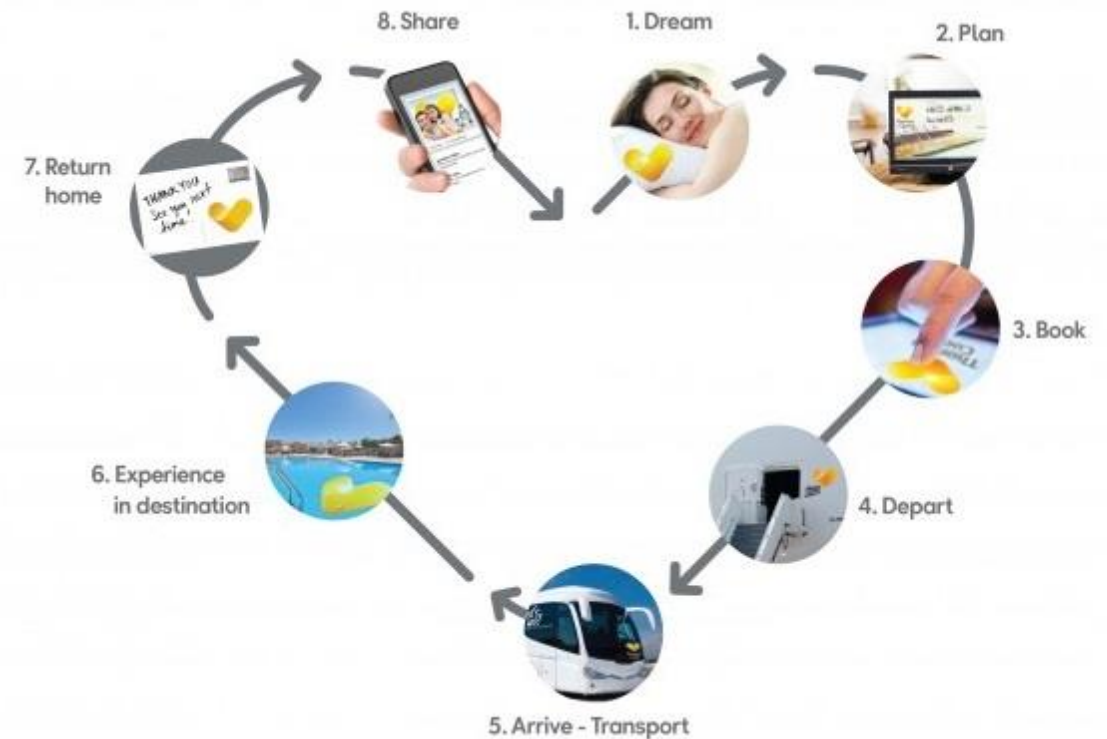 8. Share
1. Dream
2. Plan
7. Return
home
THANK YOU
See you next
time!
3. Book
6. Experience
in destination
4. Depart
5. Arrive - Transport